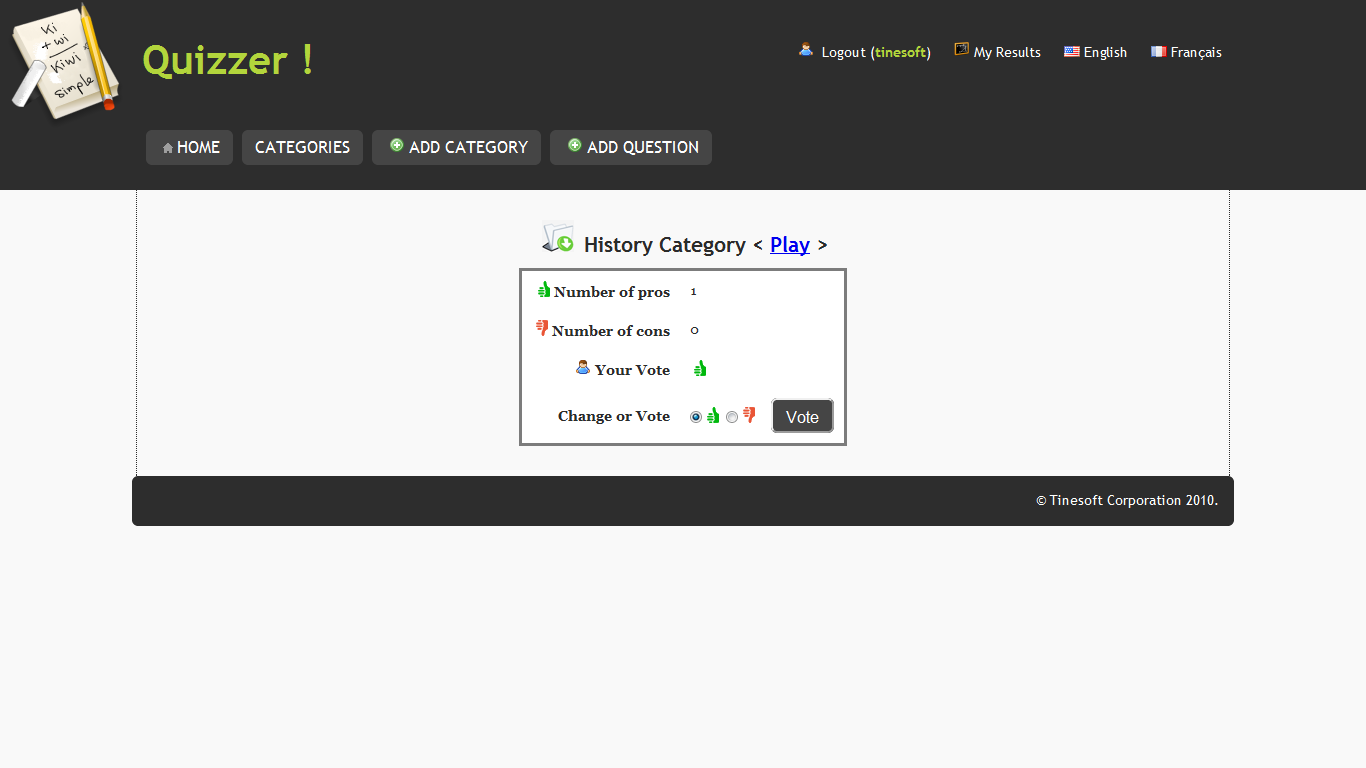 Ki
+ wi
Kiwi
simple
Quizzer !
Logout (tinesoft) My Results English Français
HOME CATEGORIES ADD CATEGORY ADD QUESTION
History Category < Play >
Number of pros 1
Number of cons 0
Your Vote
Change or Vote Vote
© Tinesoft Corporation 2010.